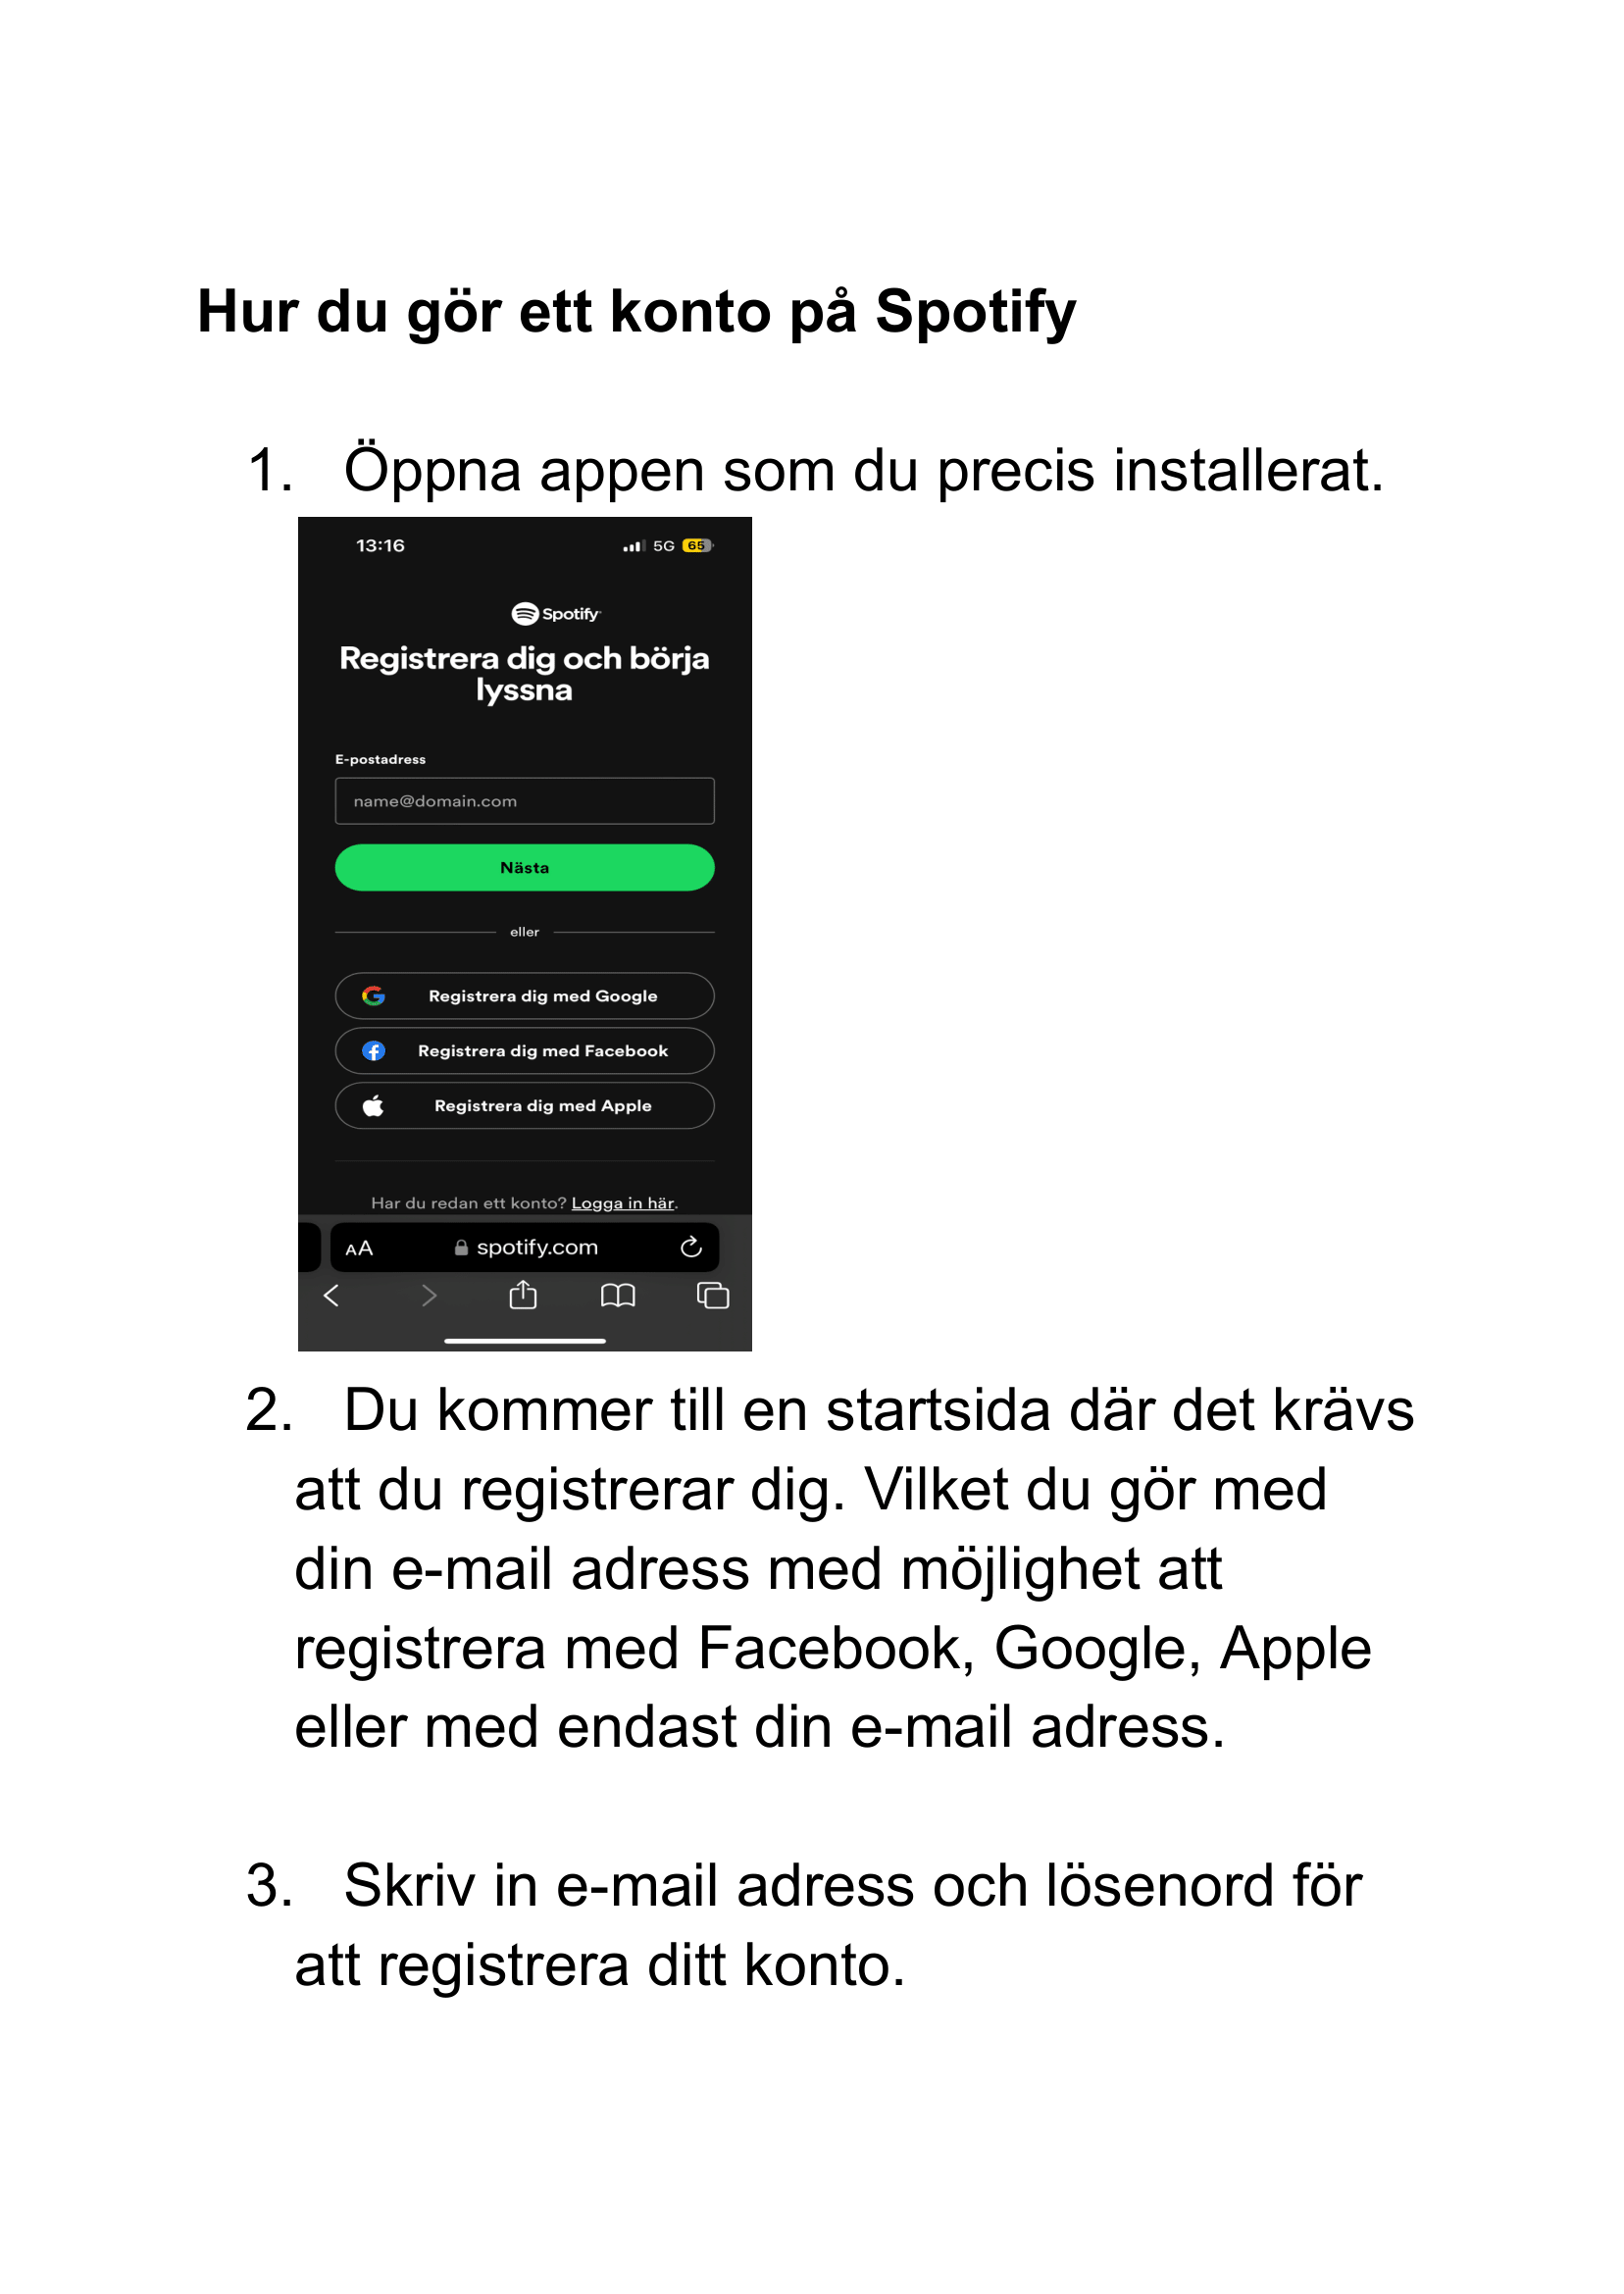 Hur du gör ett konto på Spotify
1. Öppna appen som du precis installerat.
13:16 5G 65
Spotify
Registrera dig och börja
lyssna
E-postadress
name@domain.com
Nästa
eller
Registrera dig med Google
Registrera dig med Facebook
Registrera dig med Apple
Har du redan ett konto? Logga in här.
AA spotify.com
2. Du kommer till en startsida där det krävs
att du registrerar dig. Vilket du gör med
din e-mail adress med möjlighet att
registrera med Facebook, Google, Apple
eller med endast din e-mail adress.
3. Skriv in e-mail adress och lösenord för
att registrera ditt konto.